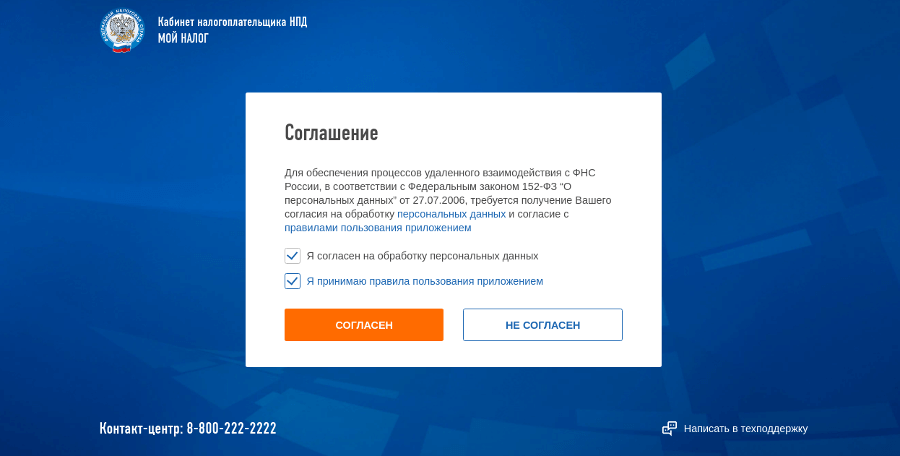 Кабинет налогоплательщика НПД
МОЙ НАЛОГ
Соглашение
Для обеспечения процессов удаленного взаимодействия с ФНС
России, в соответствии с Федеральным законом 152-ФЗ "О
персональных данных" от 27.07.2006, требуется получение Вашего
согласия на обработку персональных данных и согласие с
правилами пользования приложением
Я согласен на обработку персональных данных
Я принимаю правила пользования приложением
СОГЛАСЕН
НЕ СОГЛАСЕН
Контакт-центр: 8-800-222-2222
Написать в техподдержку